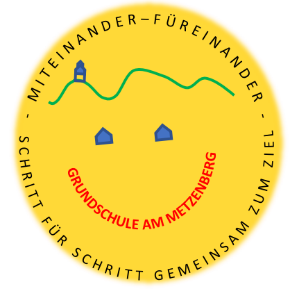 - MITEINANDER–FÜREINANDER -
SCHRITT FÜR SCHRITT GEMEINSAM ZUM ZIEL
GRUNDSCHULE AM METZENBERG